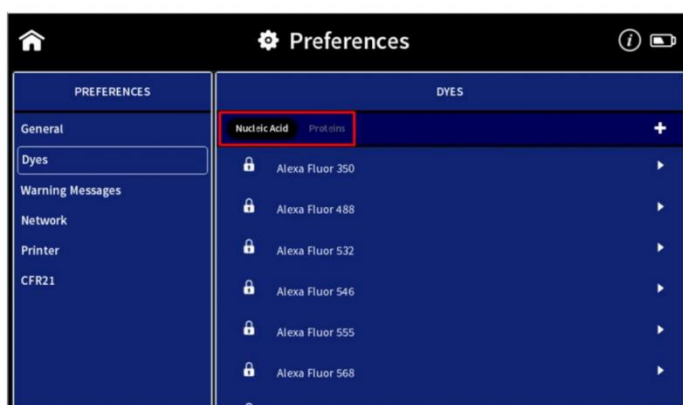 Preferences
PREFERENCES
General
Dyes
Warning Messages
Network
Printer
CFR21
DYES
Nucleic Acid Proteins
Alexa Fluor 350
Alexa Fluor 488
Alexa Fluor 532
Alexa Fluor 546
Alexa Fluor 555
Alexa Fluor 568